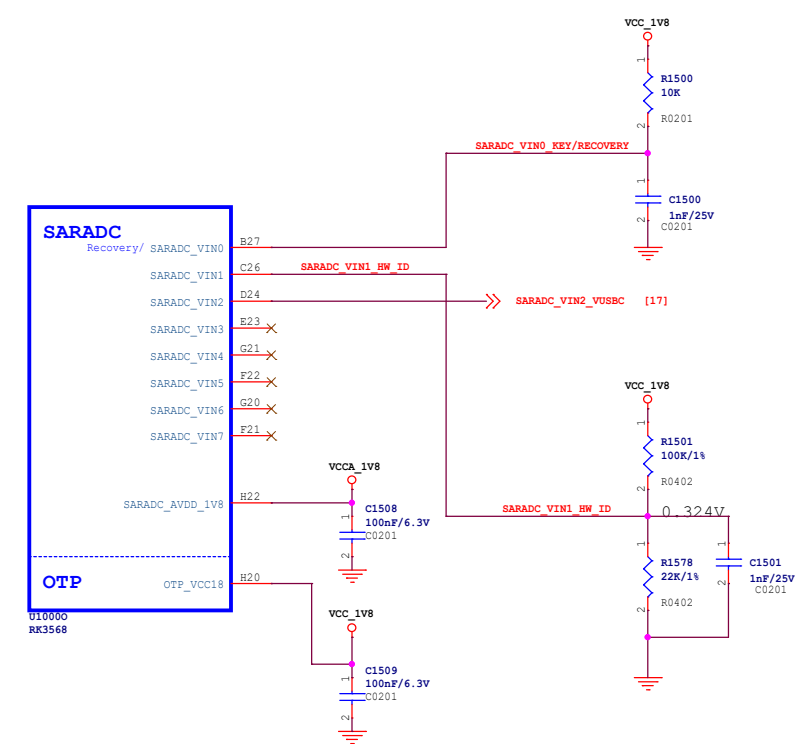 VCC_1V8
1
R1500
10K
2
R0201
SARADC_VIN0_KEY/RECOVERY
1
C1500
1nF/25V
2
C0201
SARADC
Recovery/ SARADC_VIN0 B27
SARADC_VIN1 C26 SARADC_VIN1_HW_ID
SARADC_VIN2 D24 SARADC_VIN2_VUSBC [17]
SARADC_VIN3 E23
SARADC_VIN4 G21
SARADC_VIN5 F22
SARADC_VIN6 G20
SARADC_VIN7 F21
SARADC_AVDD_1V8 H22
OTP
OTP_VCC18 H20
U1000O
RK3568
VCCA_1V8
C1508
1
100nF/6.3V
C0201
2
VCC_1V8
C1509
1
100nF/6.3V
C0201
2
VCC_1V8
1
R1501
100K/1%
R0402
2
SARADC_VIN1_HW_ID
0.324V
1
R1578
22K/1%
R0402
2
1
C1501
1nF/25V
2
C0201